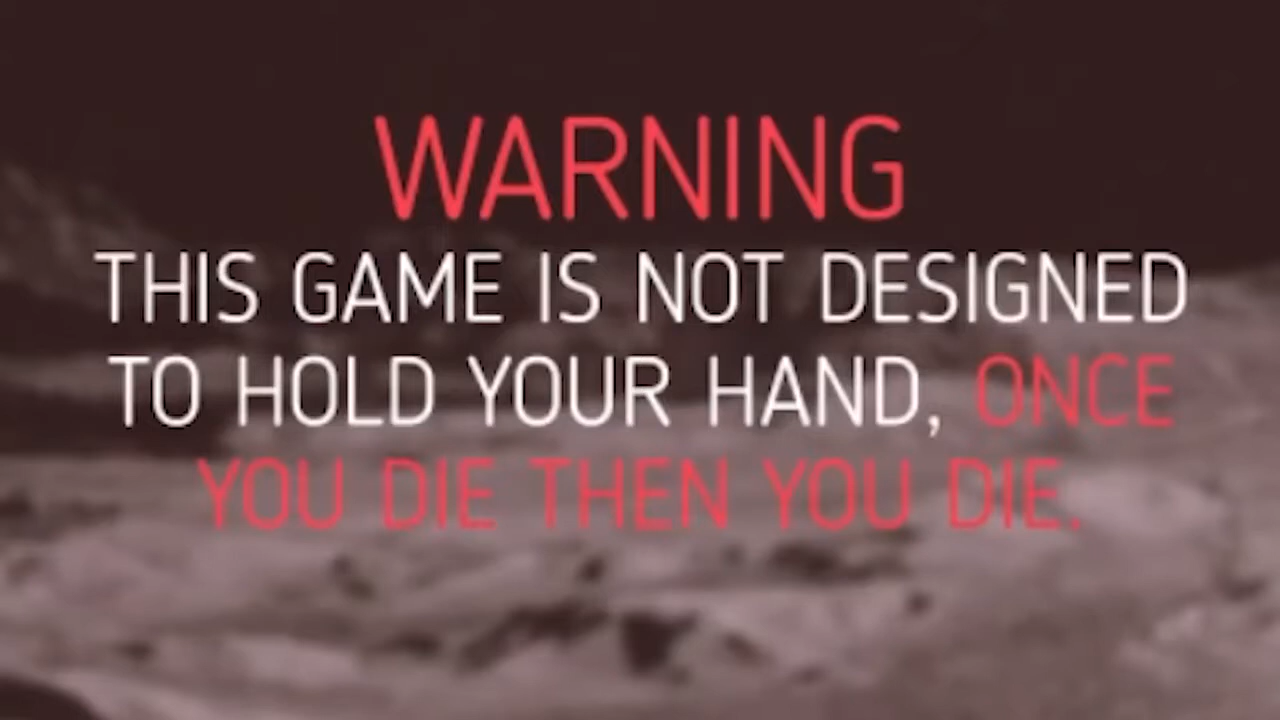 WARNING
THIS GAME IS NOT DESIGNED
TO HOLD YOUR HAND, ONCE
YOU DIE THEN YOU DIE.